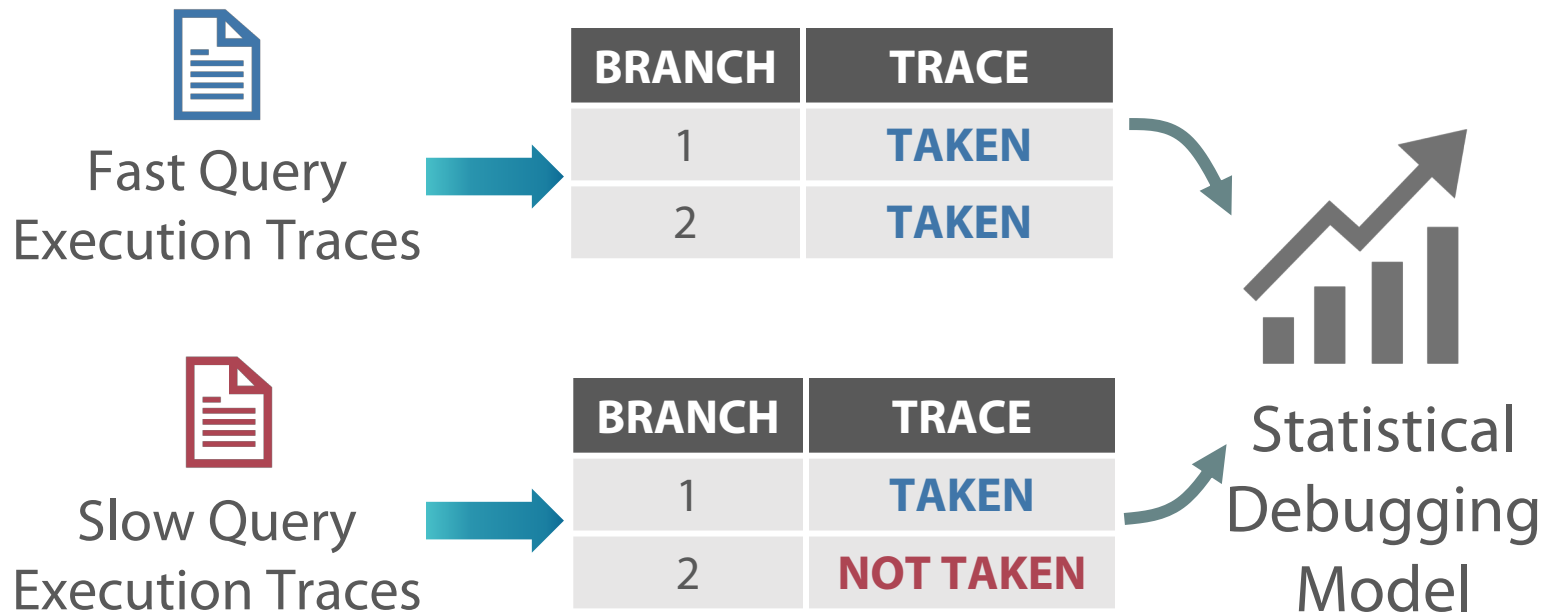 Fast Query
Execution Traces
BRANCH TRACE
1 TAKEN
2 TAKEN
Slow Query
Execution Traces
BRANCH TRACE
1 TAKEN
2 NOT TAKEN
Statistical
Debugging
Model